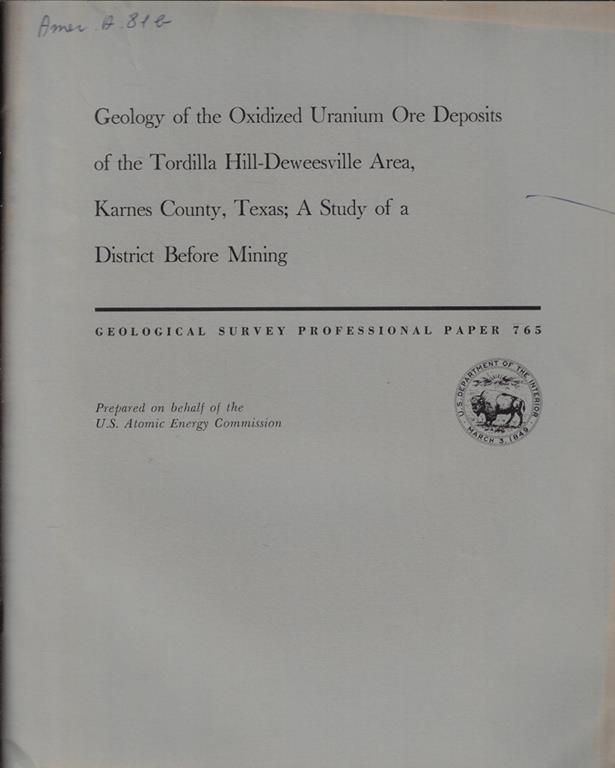 Amer. A. 81 b
Geology of the Oxidized Uranium Ore Deposits
of the Tordilla Hill-Deweesville Area,
Karnes County, Texas; A Study of a
District Before Mining
GEOLOGICAL SURVEY PROFESSIONAL PAPER 765
U.S. DEPARTMENT OF THE INTERIOR
MARCH 3, 1849
Prepared on behalf of the
U.S. Atomic Energy Commission